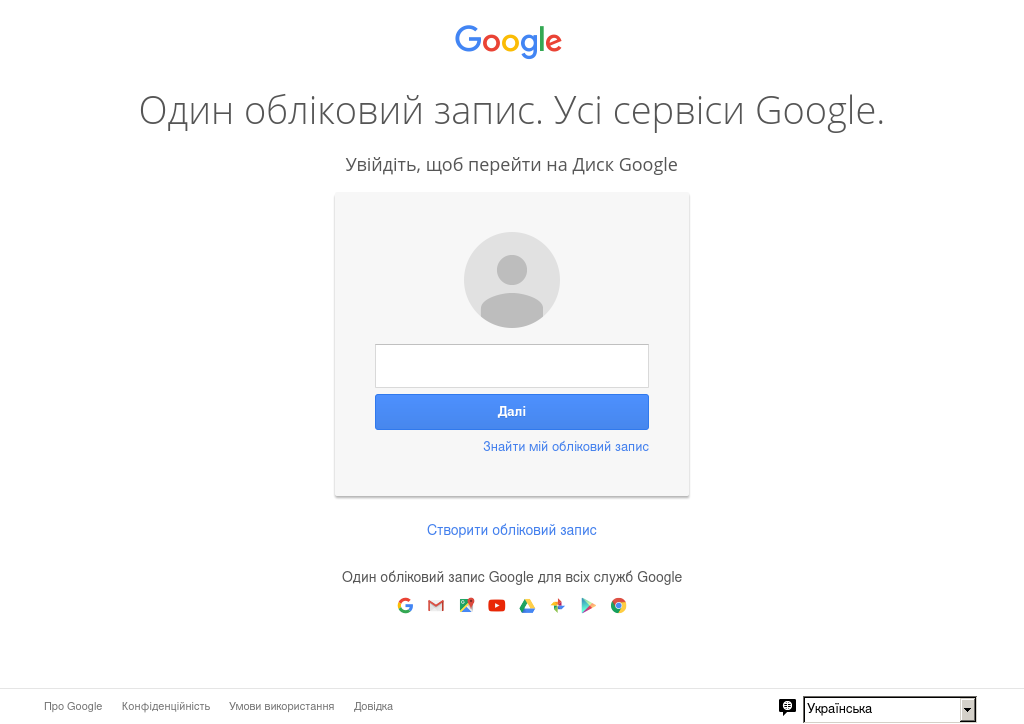 Google
Один обліковий запис. Усі сервіси Google.
Увійдіть, щоб перейти на Диск Google
Далі
Знайти мій обліковий запис
Створити обліковий запис
Один обліковий запис Google для всіх служб Google
Про Google Конфіденційність Умови використання Довідка Українська